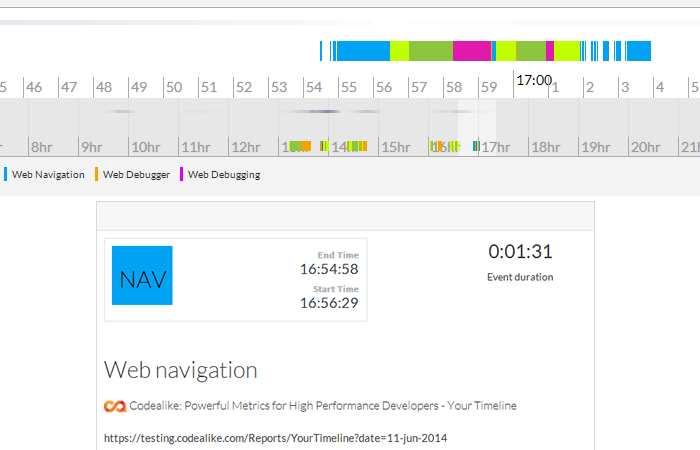 5 46 47 48 49 50 51 52 53 54 55 56 57 58 59 17:00 1 2 3 4 5
8hr 9hr 10hr 11hr 12hr 14hr 15hr 16hr 17hr 18hr 19hr 20hr 21h
Web Navigation Web Debugger Web Debugging
NAV
End Time
16:54:58
Start Time
16:56:29
0:01:31
Event duration
Web navigation
Codealike: Powerful Metrics for High Performance Developers - Your Timeline
https://testing.codealike.com/Reports/YourTimeline?date=11-jun-2014